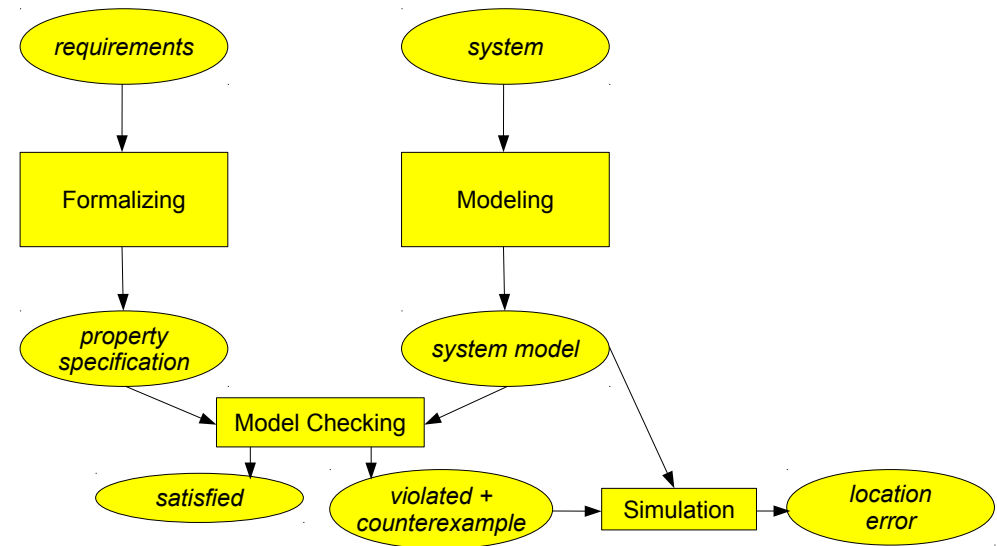 requirements
system
Formalizing
Modeling
property
specification
system model
Model Checking
satisfied
violated +
counterexample
Simulation
location
error